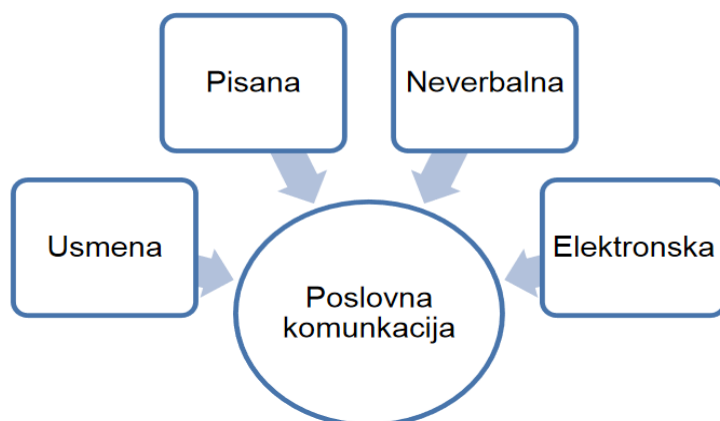 Pisana
Neverbalna
Usmena
Elektronska
Poslovna
komunkacija